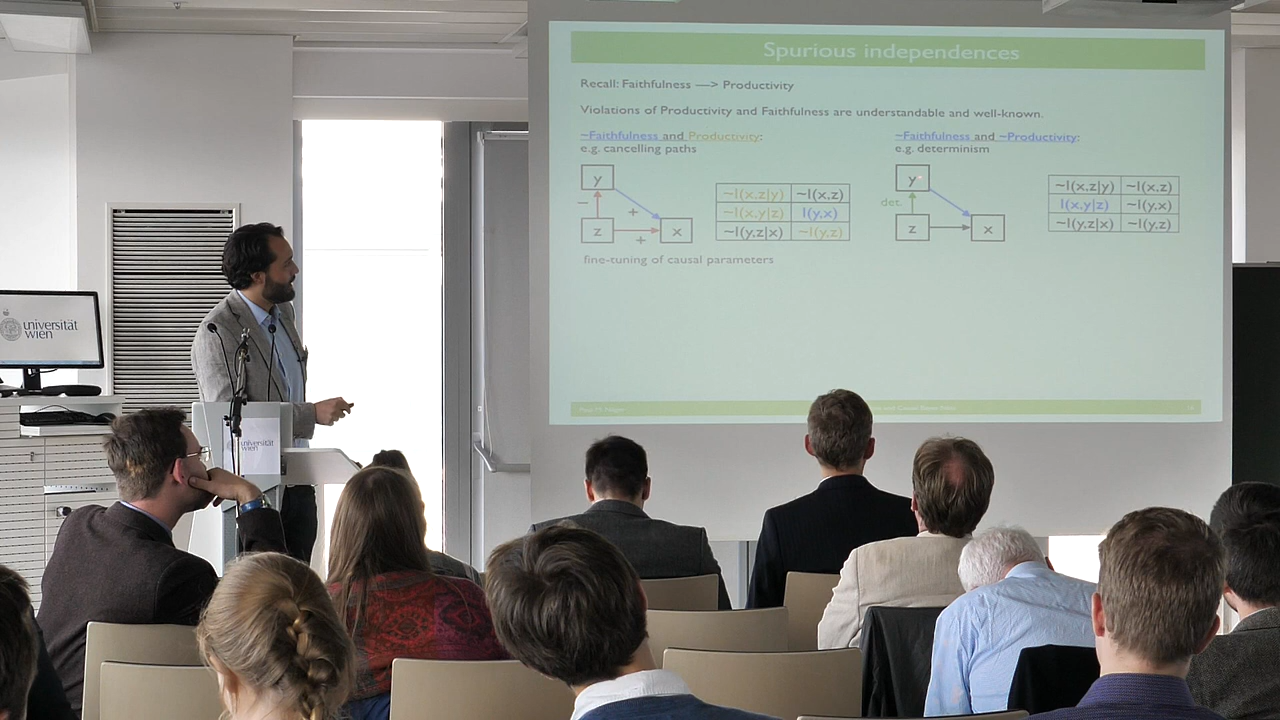 Spurious independences
Recall: Faithfulness —> Productivity
Violations of Productivity and Faithfulness are understandable and well-known.
~Faithfulness and Productivity:
e.g. cancelling paths
y
–
+
z
x
+
~I(x,z|y) ~I(x,z)
~I(x,y|z) I(y,x)
~I(y,z|x) ~I(y,z)
fine-tuning of causal parameters
~Faithfulness and ~Productivity:
e.g. determinism
y
det.
z
x
~I(x,z|y) ~I(x,z)
I(x,y|z) ~I(y,x)
~I(y,z|x) ~I(y,z)
universität
wien
universität
wien